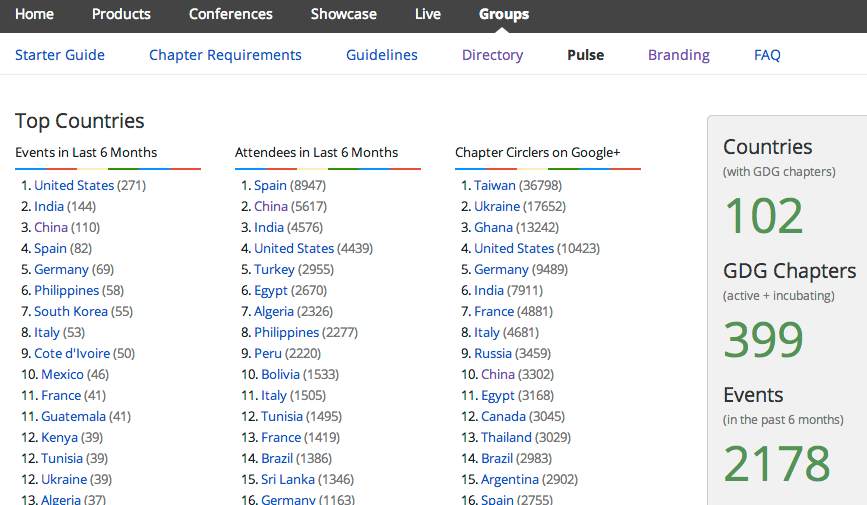 Home Products Conferences Showcase Live Groups
Starter Guide Chapter Requirements Guidelines Directory Pulse Branding FAQ
Top Countries
Events in Last 6 Months
1. United States (271)
2. India (144)
3. China (110)
4. Spain (82)
5. Germany (69)
6. Philippines (58)
7. South Korea (55)
8. Italy (53)
9. Cote d'Ivoire (50)
10. Mexico (46)
11. France (41)
11. Guatemala (41)
12. Kenya (39)
12. Tunisia (39)
12. Ukraine (39)
13. Algeria (37)
Attendees in Last 6 Months
1. Spain (8947)
2. China (5617)
3. India (4576)
4. United States (4439)
5. Turkey (2955)
6. Egypt (2670)
7. Algeria (2326)
8. Philippines (2277)
9. Peru (2220)
10. Bolivia (1533)
11. Italy (1505)
12. Tunisia (1495)
13. France (1419)
14. Brazil (1386)
15. Sri Lanka (1346)
16. Germany (1163)
Chapter Circlers on Google+
1. Taiwan (36798)
2. Ukraine (17652)
3. Ghana (13242)
4. United States (10423)
5. Germany (9489)
6. India (7911)
7. France (4881)
8. Italy (4681)
9. Russia (3459)
10. China (3302)
11. Egypt (3168)
12. Canada (3045)
13. Thailand (3029)
14. Brazil (2983)
15. Argentina (2902)
16. Spain (2755)
Countries
(with GDG chapters)
102
GDG Chapters
(active + incubating)
399
Events
(in the past 6 months)
2178